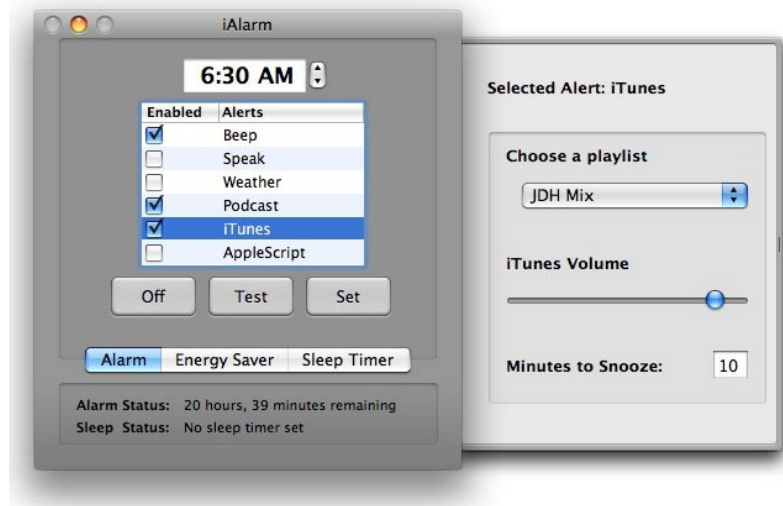 iAlarm
6:30 AM
Enabled Alerts
Beep
Speak
Weather
Podcast
iTunes
AppleScript
Off Test Set
Alarm Energy Saver Sleep Timer
Alarm Status: 20 hours, 39 minutes remaining
Sleep Status: No sleep timer set
Selected Alert: iTunes
Choose a playlist
JDH Mix
iTunes Volume
Minutes to Snooze: 10